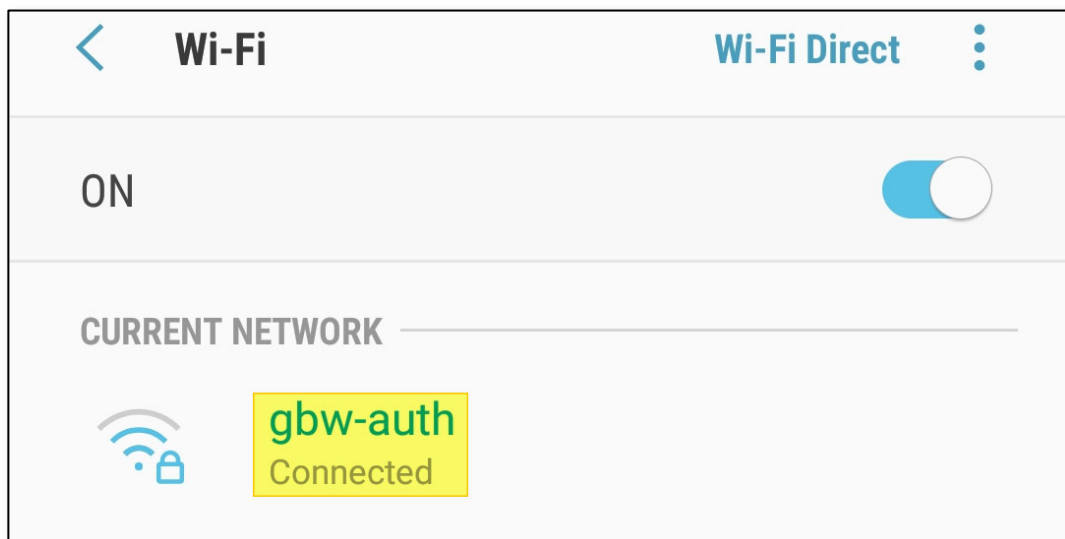 Wi-Fi Wi-Fi Direct
ON
CURRENT NETWORK
gbw-auth
Connected